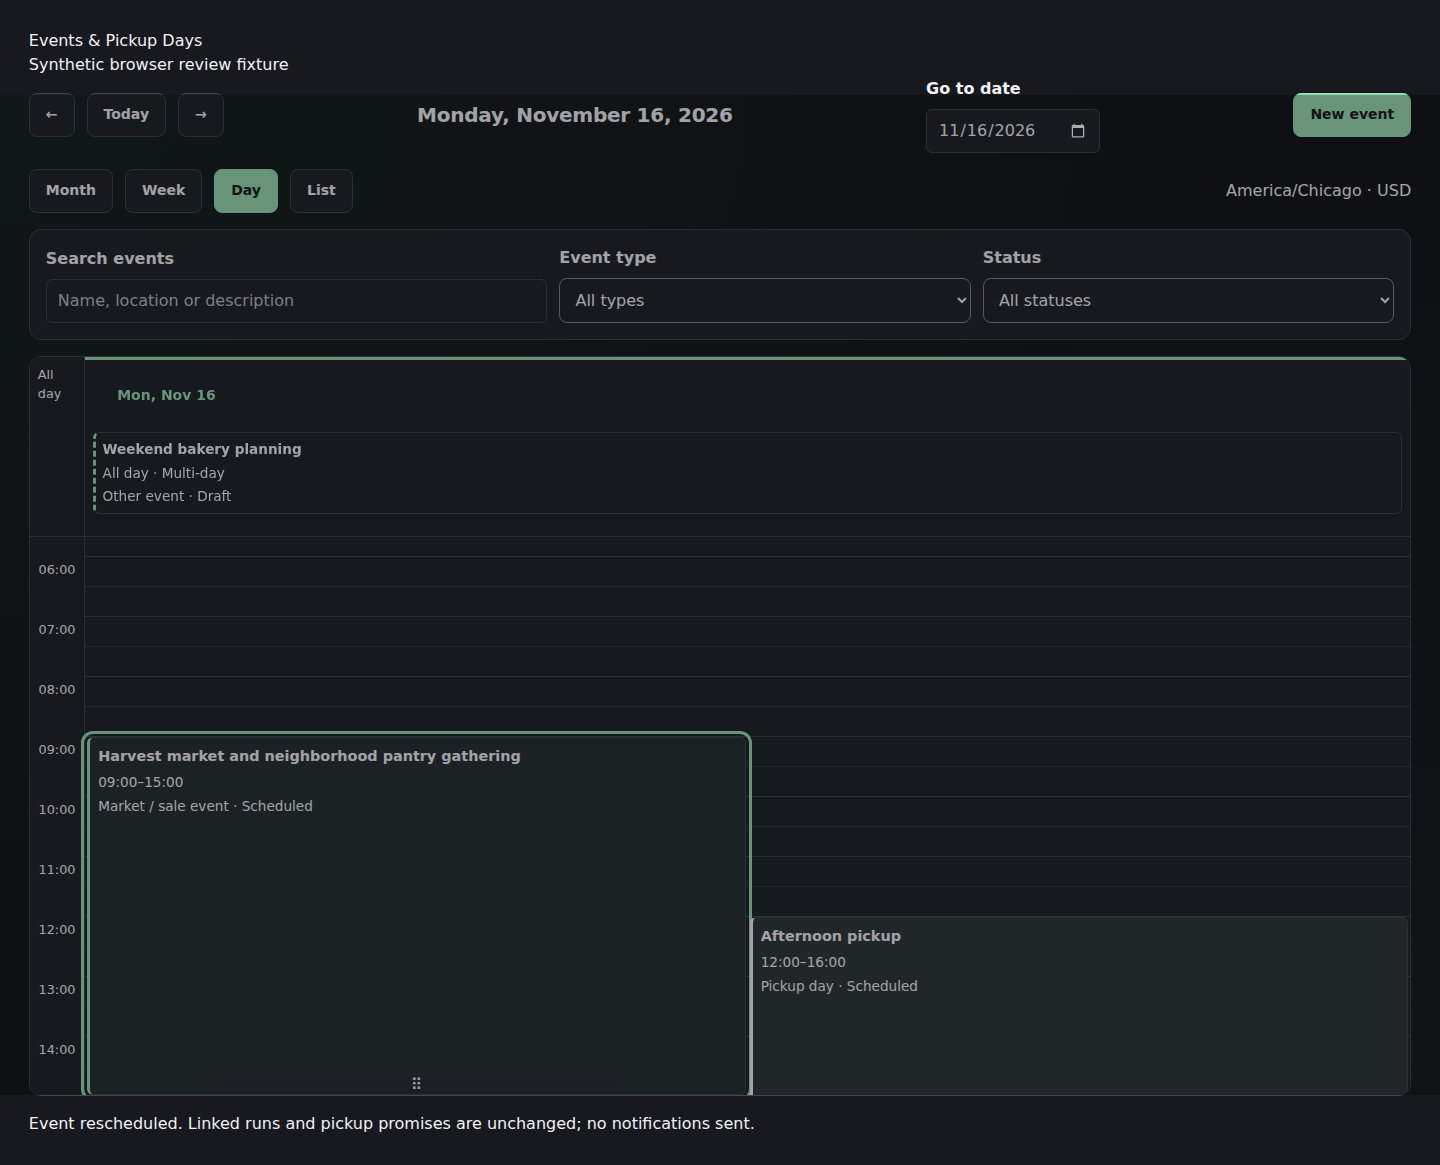 Events & Pickup Days
Synthetic browser review fixture
←
Today
→
Monday, November 16, 2026
Go to date
11/16/2026
New event
Month
Week
Day
List
America/Chicago · USD
Search events
Name, location or description
Event type
All types
Status
All statuses
All
day
Mon, Nov 16
Weekend bakery planning
All day · Multi-day
Other event · Draft
06:00
07:00
08:00
09:00
Harvest market and neighborhood pantry gathering
09:00–15:00
Market / sale event · Scheduled
10:00
11:00
12:00
Afternoon pickup
12:00–16:00
Pickup day · Scheduled
13:00
14:00
Event rescheduled. Linked runs and pickup promises are unchanged; no notifications sent.